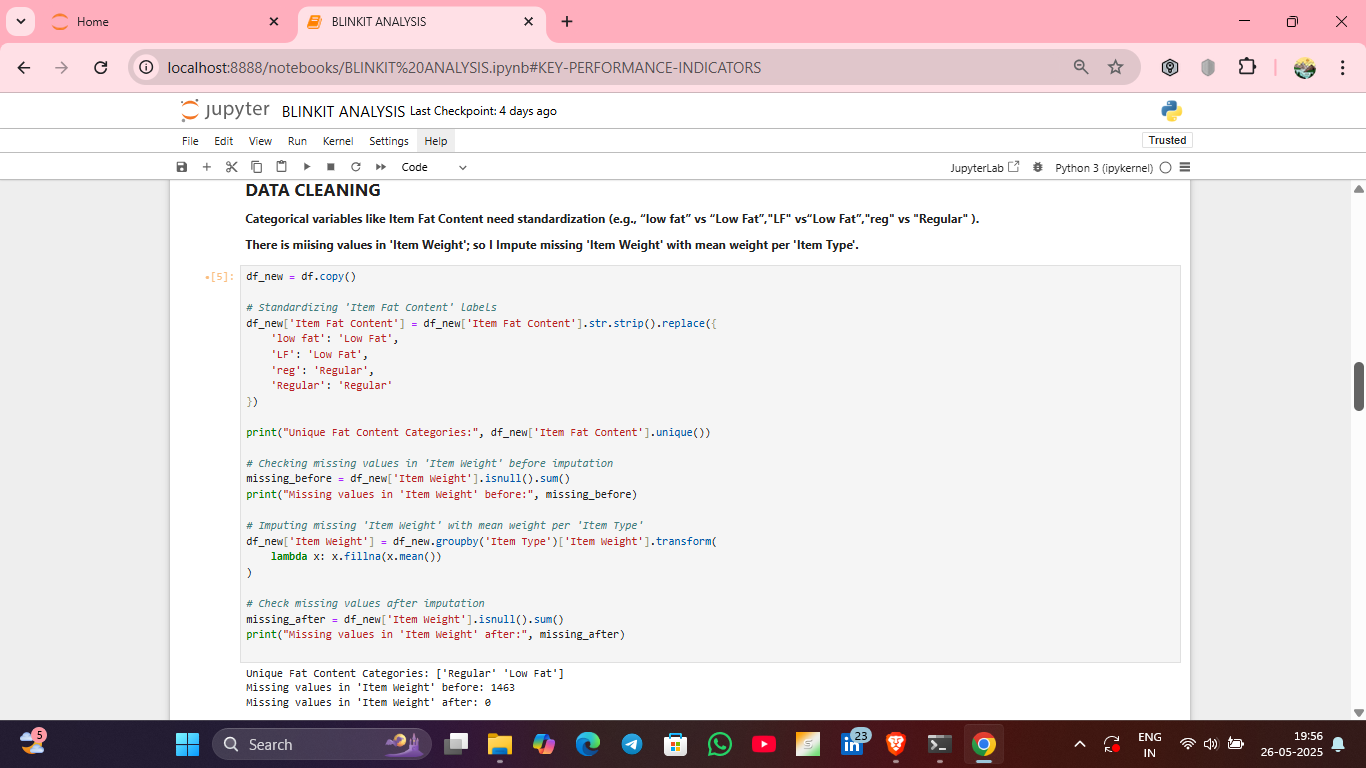 Home
BLINKIT ANALYSIS
localhost:8888/notebooks/BLINKIT%20ANALYSIS.ipynb#KEY-PERFORMANCE-INDICATORS
jupyter BLINKIT ANALYSIS Last Checkpoint: 4 days ago
File Edit View Run Kernel Settings Help
Trusted
Code
JupyterLab Python 3 (ipykernel)
DATA CLEANING
Categorical variables like Item Fat Content need standardization (e.g., “low fat” vs “Low Fat”,"LF" vs“Low Fat”,"reg" vs "Regular" ).
There is miising values in 'Item Weight'; so I Impute missing 'Item Weight' with mean weight per 'Item Type'.
[5]:
df_new = df.copy()
# Standardizing 'Item Fat Content' labels
df_new['Item Fat Content'] = df_new['Item Fat Content'].str.strip().replace({
    'low fat': 'Low Fat',
    'LF': 'Low Fat',
    'reg': 'Regular',
    'Regular': 'Regular'
})
print("Unique Fat Content Categories:", df_new['Item Fat Content'].unique())
# Checking missing values in 'Item Weight' before imputation
missing_before = df_new['Item Weight'].isnull().sum()
print("Missing values in 'Item Weight' before:", missing_before)
# Imputing missing 'Item Weight' with mean weight per 'Item Type'
df_new['Item Weight'] = df_new.groupby('Item Type')['Item Weight'].transform(
    lambda x: x.fillna(x.mean())
)
# Check missing values after imputation
missing_after = df_new['Item Weight'].isnull().sum()
print("Missing values in 'Item Weight' after:", missing_after)
Unique Fat Content Categories: ['Regular' 'Low Fat']
Missing values in 'Item Weight' before: 1463
Missing values in 'Item Weight' after: 0
5
Search
23
ENG
IN
19:56
26-05-2025